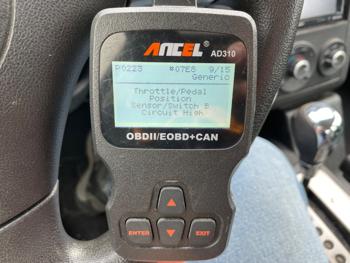 ANCEL
AD310
P0223 #07E8 9/15
Generic
Throttle/Pedal
Position
Sensor/Switch B
Circuit High
OBDII/EOBD+CAN
ENTER
EXIT